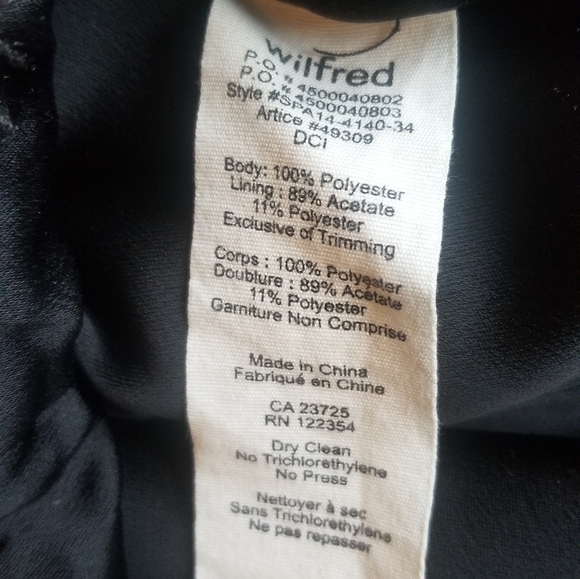 wilfred
P.O. # 4500040802
P.O. # 4500040803
Style #SPA14-4140-34
Artice #49309
DCI
Body: 100% Polyester
Lining : 89% Acetate
11% Polyester
Exclusive of Trimming
Corps : 100% Polyester
Doublure : 89% Acétate
11% Polyester
Garniture Non Comprise
Made in China
Fabriqué en Chine
CA 23725
RN 122354
Dry Clean
No Trichlorethylene
No Press
Nettoyer à sec
Sans Trichlorethylene
Ne pas repasser